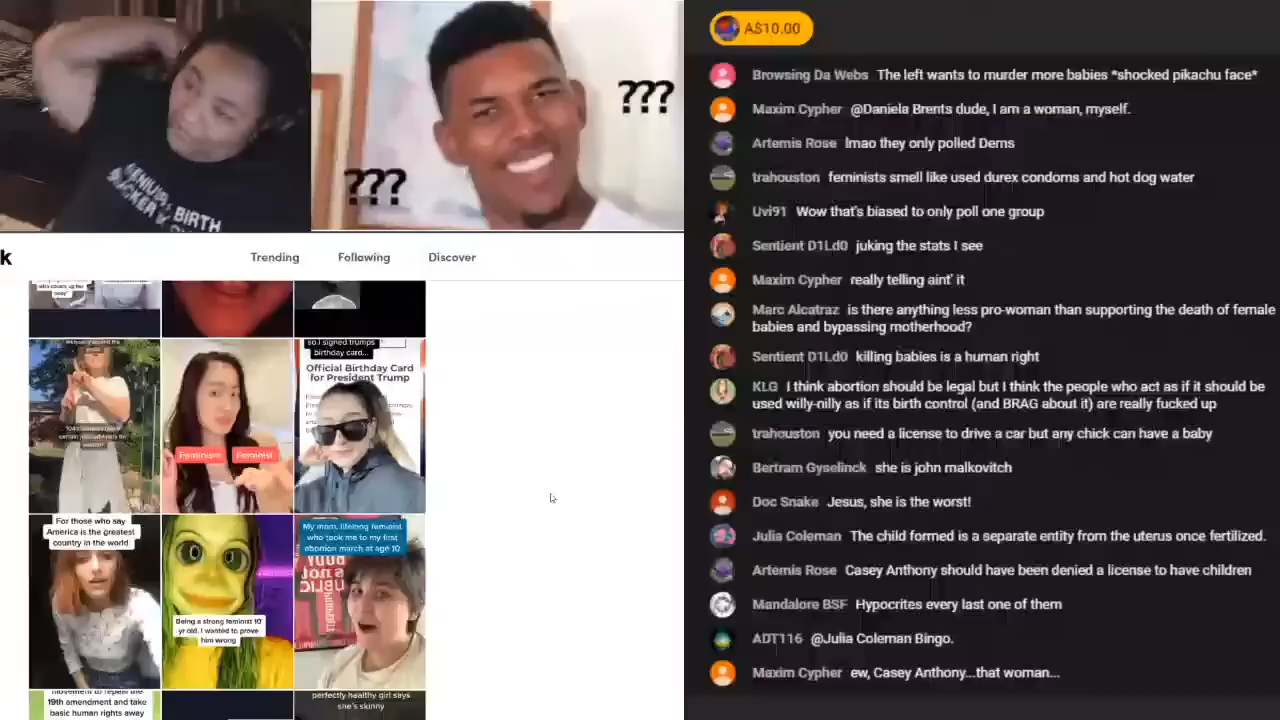 BIRTH
???
???
k
Trending Following Discover
who covers up her
body"
so.I signed trumps
birthday card...
Official Birthday Card
for President Trump
Feminism Feminist
For those who say
America is the greatest
country in the world
Being a strong feminist 10
yr old, I wanted to prove
him wrong
My mom, lifelong feminist
who took me to my first
abortion march at age 10
movement to repeal the
19th amendment and take
basic human rights away
perfectly healthy girl says
she's skinny
A$10.00
Browsing Da Webs The left wants to murder more babies *shocked pikachu face*
Maxim Cypher @Daniela Brents dude, I am a woman, myself.
Artemis Rose lmao they only polled Dems
trahouston feminists smell like used durex condoms and hot dog water
Uvi91 Wow that's biased to only poll one group
Sentient D1Ld0 juking the stats I see
Maxim Cypher really telling aint' it
Marc Alcatraz is there anything less pro-woman than supporting the death of female
babies and bypassing motherhood?
Sentient D1Ld0 killing babies is a human right
KLG I think abortion should be legal but I think the people who act as if it should be
used willy-nily as if its birth control (and BRAG about it) are really fucked up
trahouston you need a license to drive a car but any chick can have a baby
Bertram Gyselinck she is john malkovitch
Doc Snake Jesus, she is the worst!
Julia Coleman The child formed is a separate entity from the uterus once fertilized.
Artemis Rose Casey Anthony should have been denied a license to have children
Mandalore BSF Hypocrites every last one of them
ADT116 @Julia Coleman Bingo.
Maxim Cypher ew, Casey Anthony...that woman...